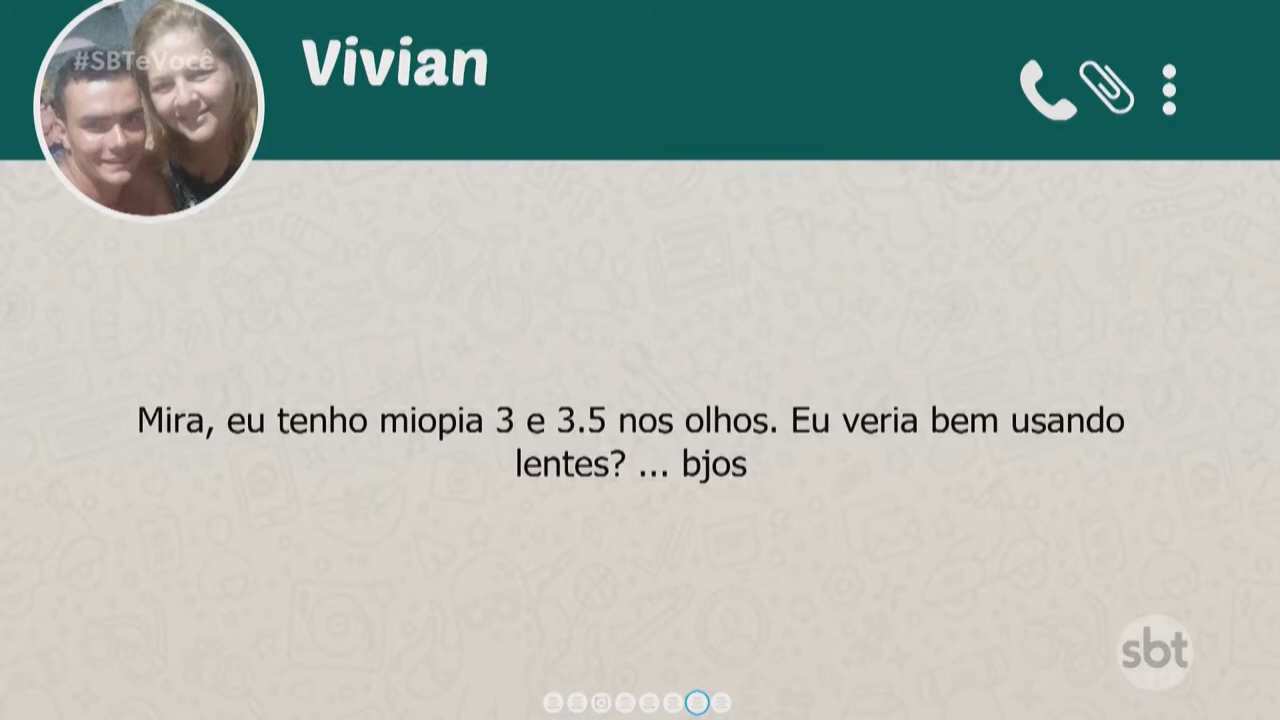 #SBTeVocê
Vivian
Mira, eu tenho miopia 3 e 3.5 nos olhos. Eu veria bem usando
lentes? ... bjos
sbt